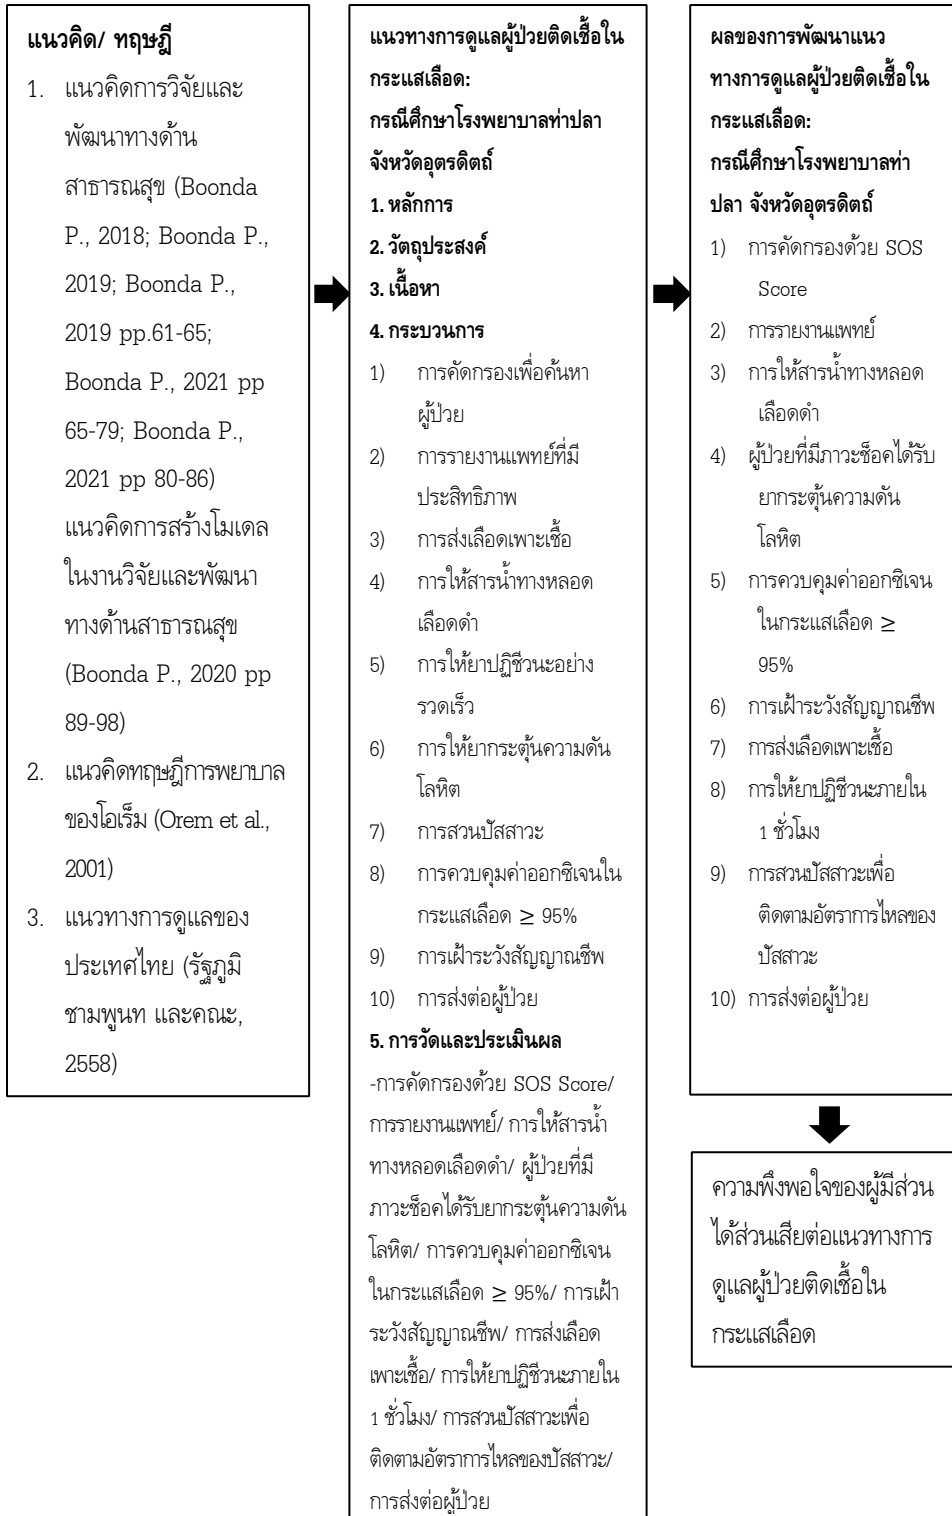 แนวคิด/ ทฤษฎี
1. แนวคิดการวิจัยและ
พัฒนาทางด้าน
สาธารณสุข (Boonda
P., 2018; Boonda P.,
2019; Boonda P.,
2019 pp.61-65;
Boonda P., 2021 pp
65-79; Boonda P.,
2021 pp 80-86)
แนวคิดการสร้างโมเดล
ในงานวิจัยและพัฒนา
ทางด้านสาธารณสุข
(Boonda P., 2020 pp
89-98)
2. แนวคิดทฤษฎีการพยาบาล
ของโอเร็ม (Orem et al.,
2001)
3. แนวทางการดูแลของ
ประเทศไทย (รัฐภูมิ
ชามพูนท และคณะ,
2558)
แนวทางการดูแลผู้ป่วยติดเชื้อใน
กระแสเลือด:
กรณีศึกษาโรงพยาบาลท่าปลา
จังหวัดอุตรดิตถ์
1. หลักการ
2. วัตถุประสงค์
3. เนื้อหา
4. กระบวนการ
1) การคัดกรองเพื่อค้นหา
ผู้ป่วย
2) การรายงานแพทย์ที่มี
ประสิทธิภาพ
3) การส่งเลือดเพาะเชื้อ
4) การให้สารน้ำทางหลอด
เลือดดำ
5) การให้ยาปฏิชีวนะอย่าง
รวดเร็ว
6) การให้ยากระตุ้นความดัน
โลหิต
7) การสวนปัสสาวะ
8) การควบคุมค่าออกซิเจนใน
กระแสเลือด ≥ 95%
9) การเฝ้าระวังสัญญาณชีพ
10) การส่งต่อผู้ป่วย
5. การวัดและประเมินผล
-การคัดกรองด้วย SOS Score/
การรายงานแพทย์/ การให้สารน้ำ
ทางหลอดเลือดดำ/ ผู้ป่วยที่มี
ภาวะช็อคได้รับยากระตุ้นความดัน
โลหิต/ การควบคุมค่าออกซิเจน
ในกระแสเลือด ≥ 95%/ การเฝ้า
ระวังสัญญาณชีพ/ การส่งเลือด
เพาะเชื้อ/ การให้ยาปฏิชีวนะภายใน
1 ชั่วโมง/ การสวนปัสสาวะเพื่อ
ติดตามอัตราการไหลของปัสสาวะ/
การส่งต่อผู้ป่วย
ผลของการพัฒนาแนว
ทางการดูแลผู้ป่วยติดเชื้อใน
กระแสเลือด:
กรณีศึกษาโรงพยาบาลท่า
ปลา จังหวัดอุตรดิตถ์
1) การคัดกรองด้วย SOS
Score
2) การรายงานแพทย์
3) การให้สารน้ำทางหลอด
เลือดดำ
4) ผู้ป่วยที่มีภาวะช็อคได้รับ
ยากระตุ้นความดัน
โลหิต
5) การควบคุมค่าออกซิเจน
ในกระแสเลือด ≥
95%
6) การเฝ้าระวังสัญญาณชีพ
7) การส่งเลือดเพาะเชื้อ
8) การให้ยาปฏิชีวนะภายใน
1 ชั่วโมง
9) การสวนปัสสาวะเพื่อ
ติดตามอัตราการไหลของ
ปัสสาวะ
10) การส่งต่อผู้ป่วย
ความพึงพอใจของผู้มีส่วน
ได้ส่วนเสียต่อแนวทางการ
ดูแลผู้ป่วยติดเชื้อใน
กระแสเลือด